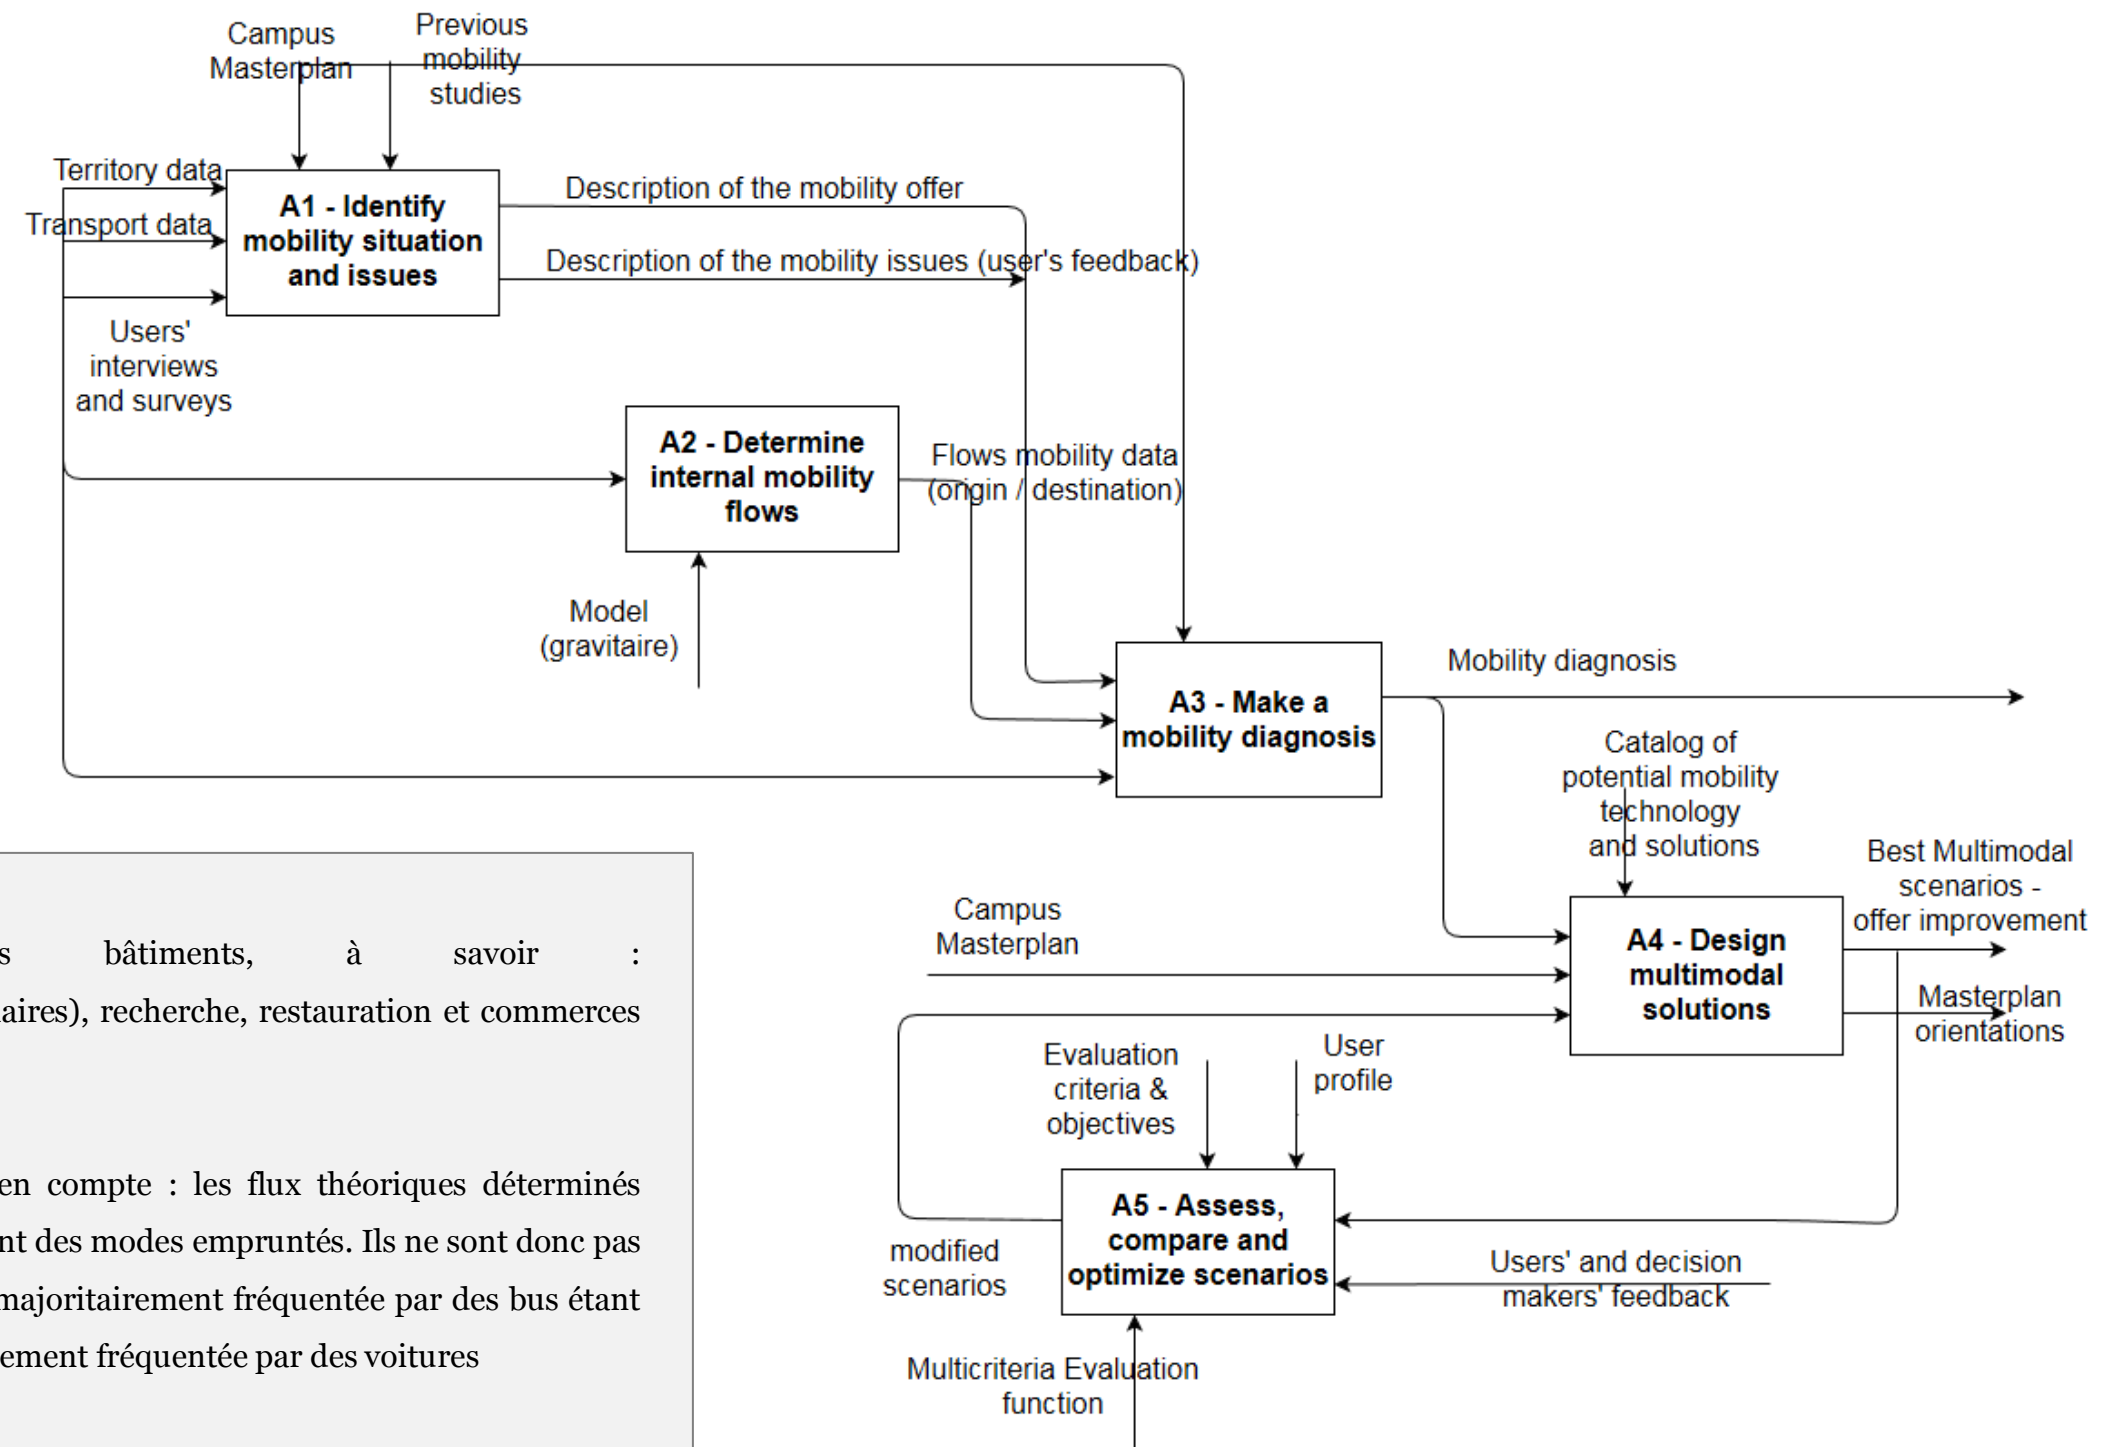 Campus
Masterplan
Previous
mobility
studies
Territory data
Transport data
Users'
interviews
and surveys
A1 - Identify
mobility situation
and issues
Description of the mobility offer
Description of the mobility issues (user's feedback)
A2 - Determine
internal mobility
flows
Flows mobility data
(origin / destination)
Model
(gravitaire)
A3 - Make a
mobility diagnosis
Mobility diagnosis
Catalog of
potential mobility
technology
and solutions
Campus
Masterplan
A4 - Design
multimodal
solutions
Best Multimodal
scenarios -
offer improvement
Masterplan
orientations
Evaluation
criteria &
objectives
User
profile
A5 - Assess,
compare and
optimize scenarios
modified
scenarios
Users' and decision
makers' feedback
Multicriteria Evaluation
function
s bâtiments, à savoir :
aires), recherche, restauration et commerces
en compte : les flux théoriques déterminés
nt des modes empruntés. Ils ne sont donc pas
majoritairement fréquentée par des bus étant
ement fréquentée par des voitures